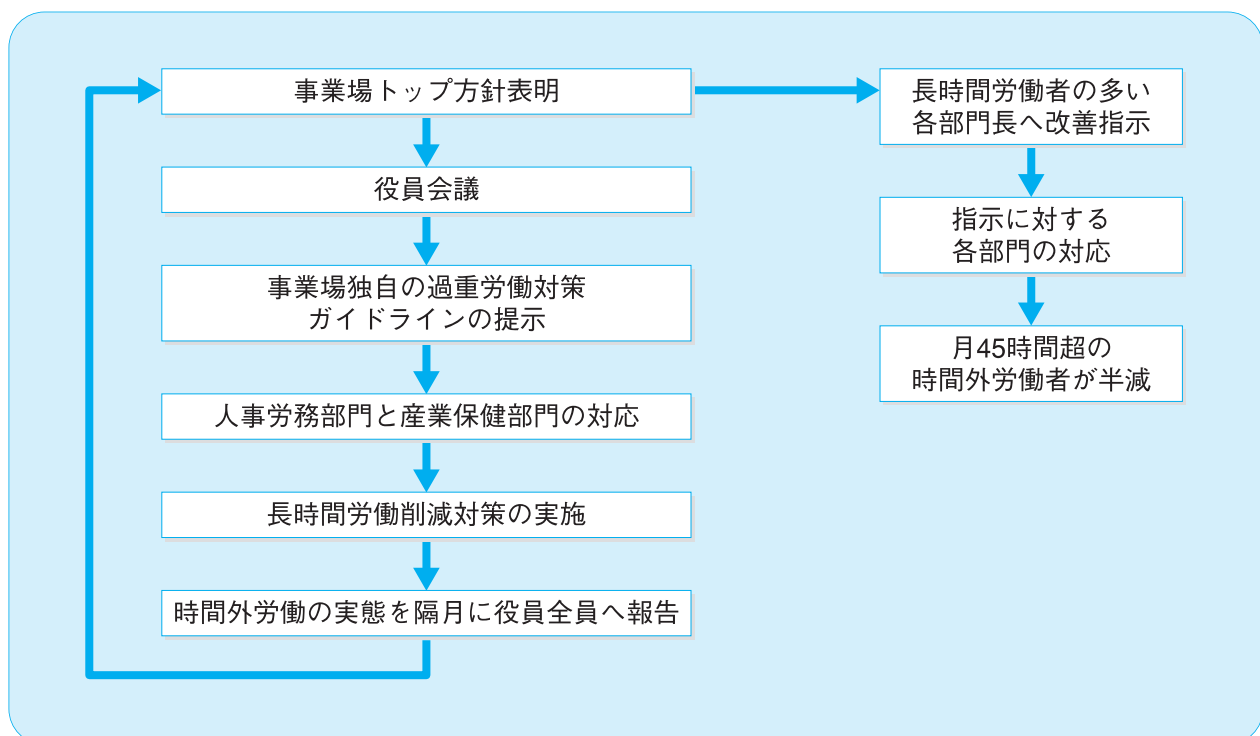 事業場トップ方針表明
役員会議
事業場独自の過重労働対策
ガイドラインの提示
人事労務部門と産業保健部門の対応
長時間労働削減対策の実施
時間外労働の実態を隔月に役員全員へ報告
長時間労働者の多い
各部門長へ改善指示
指示に対する
各部門の対応
月45時間超の
時間外労働者が半減